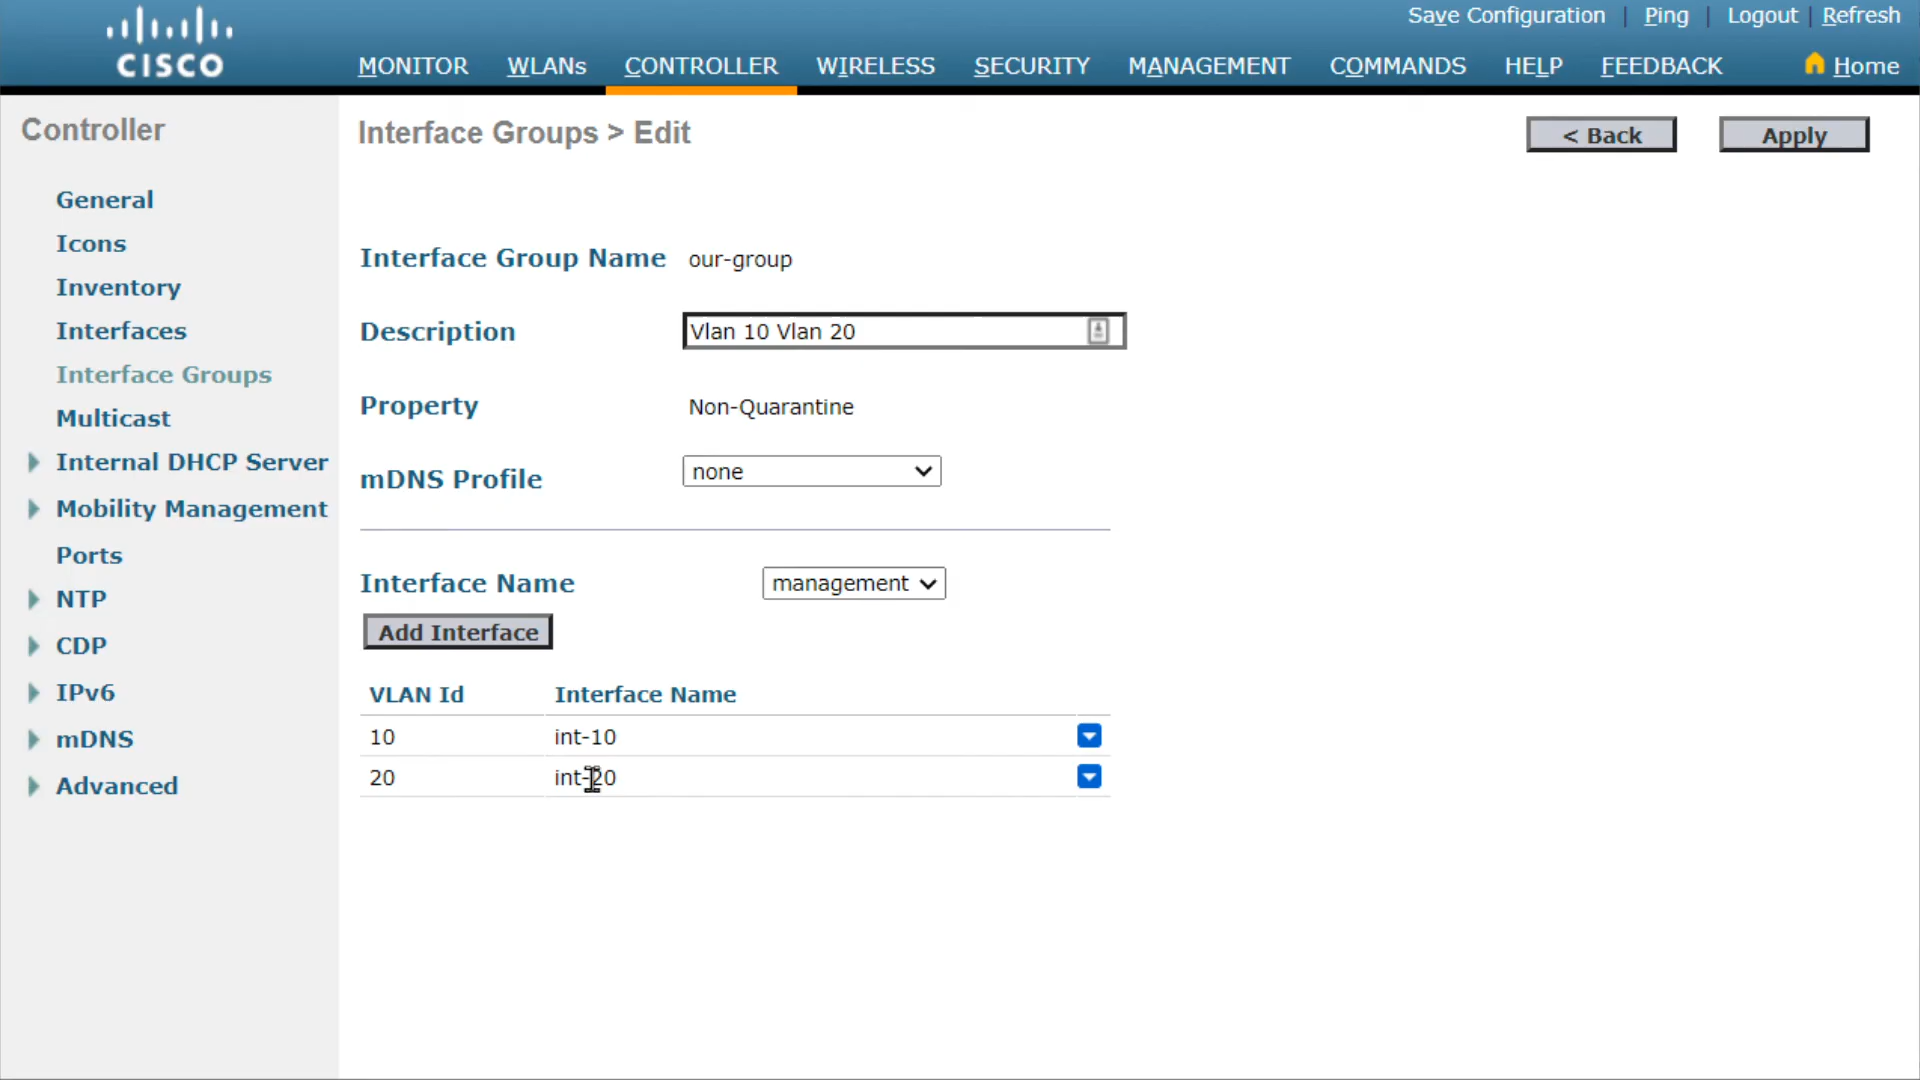 Save Configuration | Ping | Logout | Refresh
CISCO
MONITOR WLANs CONTROLLER WIRELESS SECURITY MANAGEMENT COMMANDS HELP FEEDBACK Home
Controller
General
Icons
Inventory
Interfaces
Interface Groups
Multicast
Internal DHCP Server
Mobility Management
Ports
NTP
CDP
IPv6
mDNS
Advanced
Interface Groups > Edit
< Back
Apply
Interface Group Name our-group
Description Vlan 10 Vlan 20
Property Non-Quarantine
mDNS Profile none
Interface Name management
Add Interface
VLAN Id Interface Name
10 int-10
20 int-20